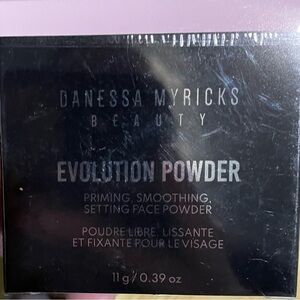 DANESSA MYRICKS
BEAUTY
EVOLUTION POWDER
PRIMING, SMOOTHING,
SETTING FACE POWDER
POUDRE LIBRE, LISSANTE
ET FIXANTE POUR LE VISAGE
11 g / 0.39 oz